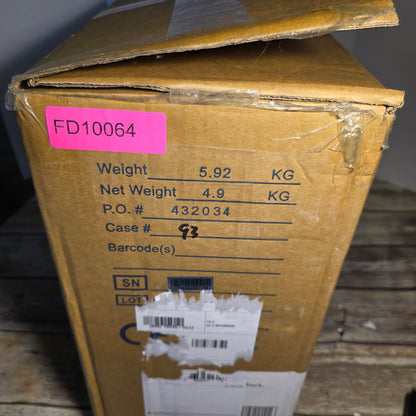 FD10064
Weight 5.92 KG
Net Weight 4.9 KG
P.O. # 432034
Case # 93
Barcode(s)
SN
LOT